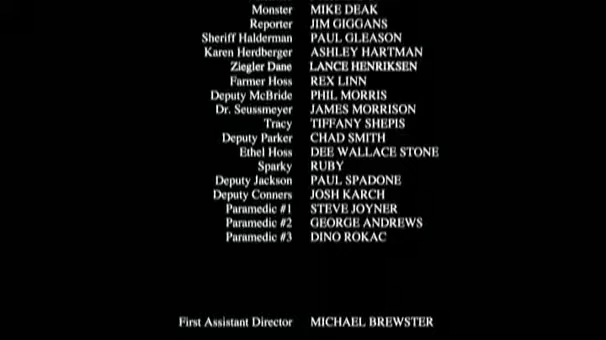 Monster MIKE DEAK
Reporter JIM GIGGANS
Sheriff Halderman PAUL GLEASON
Karen Herdberger ASHLEY HARTMAN
Ziegler Dane LANCE HENRIKSEN
Farmer Hoss REX LINN
Deputy McBride PHIL MORRIS
Dr. Seussmeyer JAMES MORRISON
Tracy TIFFANY SHEPIS
Deputy Parker CHAD SMITH
Ethel Hoss DEE WALLACE STONE
Sparky RUBY
Deputy Jackson PAUL SPADONE
Deputy Conners JOSH KARCH
Paramedic #1 STEVE JOYNER
Paramedic #2 GEORGE ANDREWS
Paramedic #3 DINO ROKAC
First Assistant Director MICHAEL BREWSTER